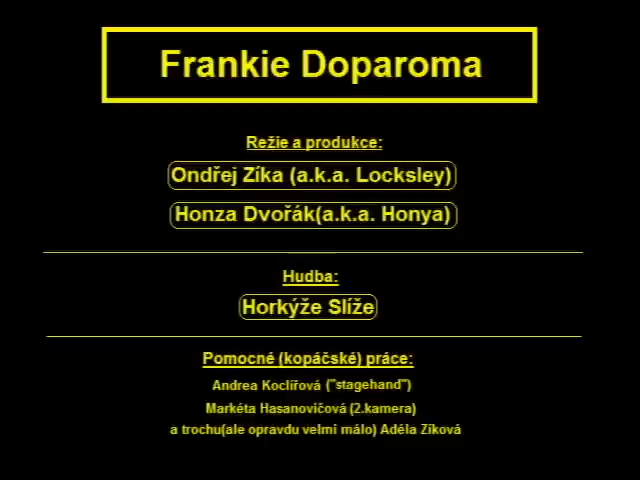 Frankie Doparoma
Režie a produkce:
Ondřej Zíka (a.k.a. Locksley)
Honza Dvořák(a.k.a. Honya)
Hudba:
Horkýže Slíže
Pomocné (kopáčské) práce:
Andrea Koclířová ("stagehand")
Markéta Hasanovičová (2.kamera)
a trochu(ale opravdu velmi málo) Adéla Zíková